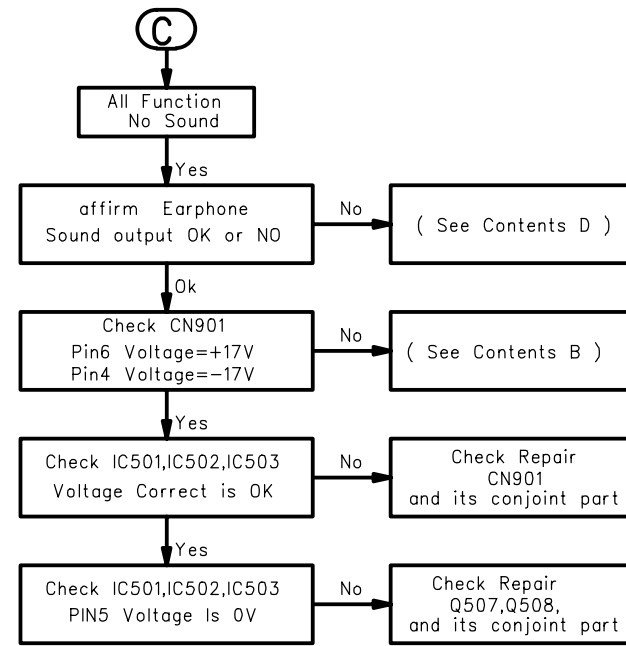 C
All Function
No Sound
Yes
affirm Earphone
Sound output OK or NO
No
( See Contents D )
Ok
Check CN901
Pin6 Voltage=+17V
Pin4 Voltage=−17V
No
( See Contents B )
Yes
Check IC501,IC502,IC503
Voltage Correct is OK
No
Check Repair
CN901
and its conjoint part
Yes
Check IC501,IC502,IC503
PIN5 Voltage Is 0V
No
Check Repair
Q507,Q508,
and its conjoint part